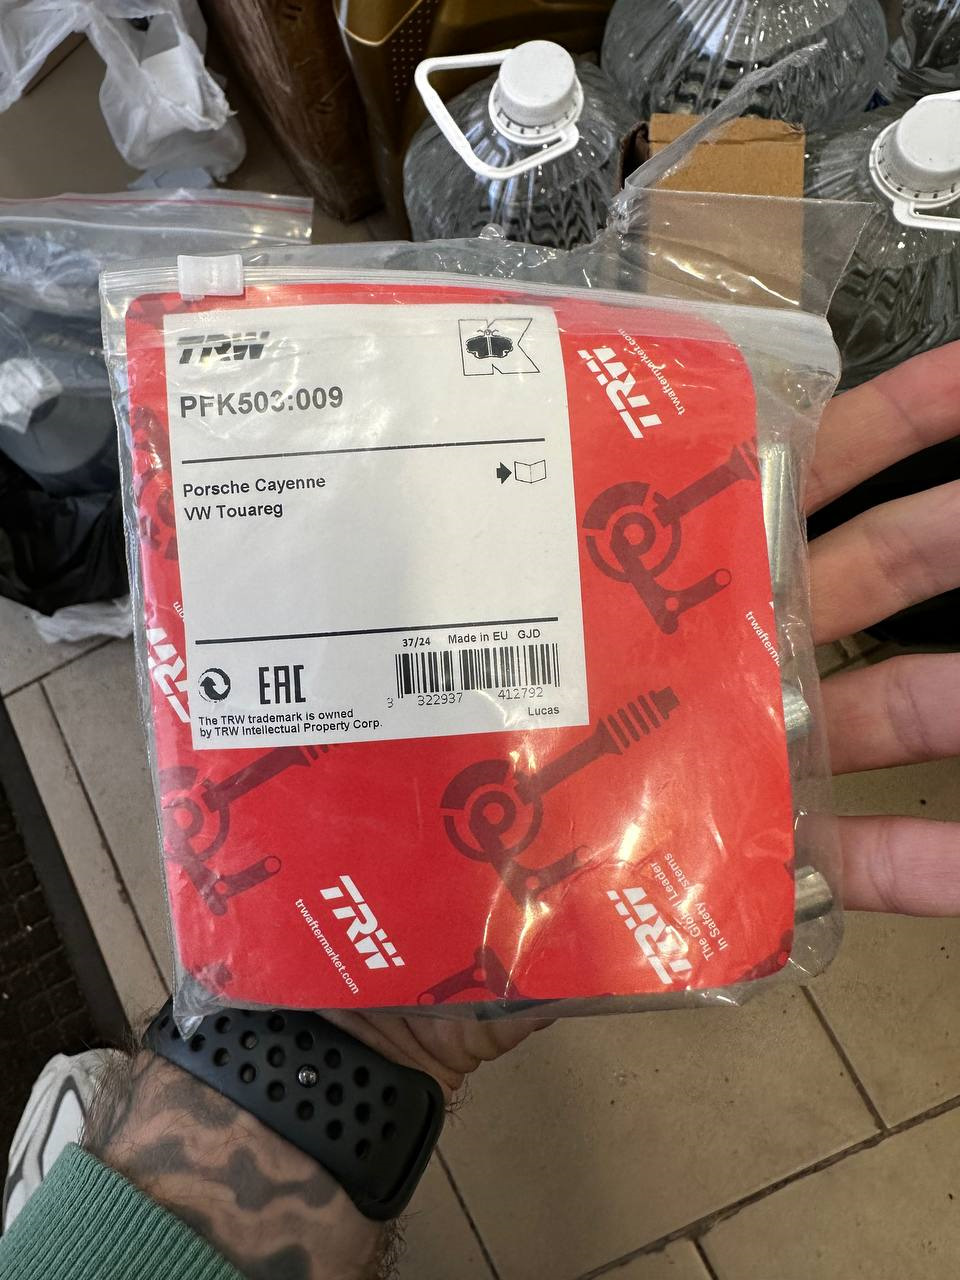 TRW
K
PFK503:009
Porsche Cayenne
VW Touareg
37/24 Made in EU GJD
EAC
3 322937 412792
Lucas
The TRW trademark is owned
by TRW Intellectual Property Corp.
TRW
trwaftermarket.com
TRW
trwafterma
TRW
trwaftermarket.com
TRW
The Global Leader
In Safety Systems